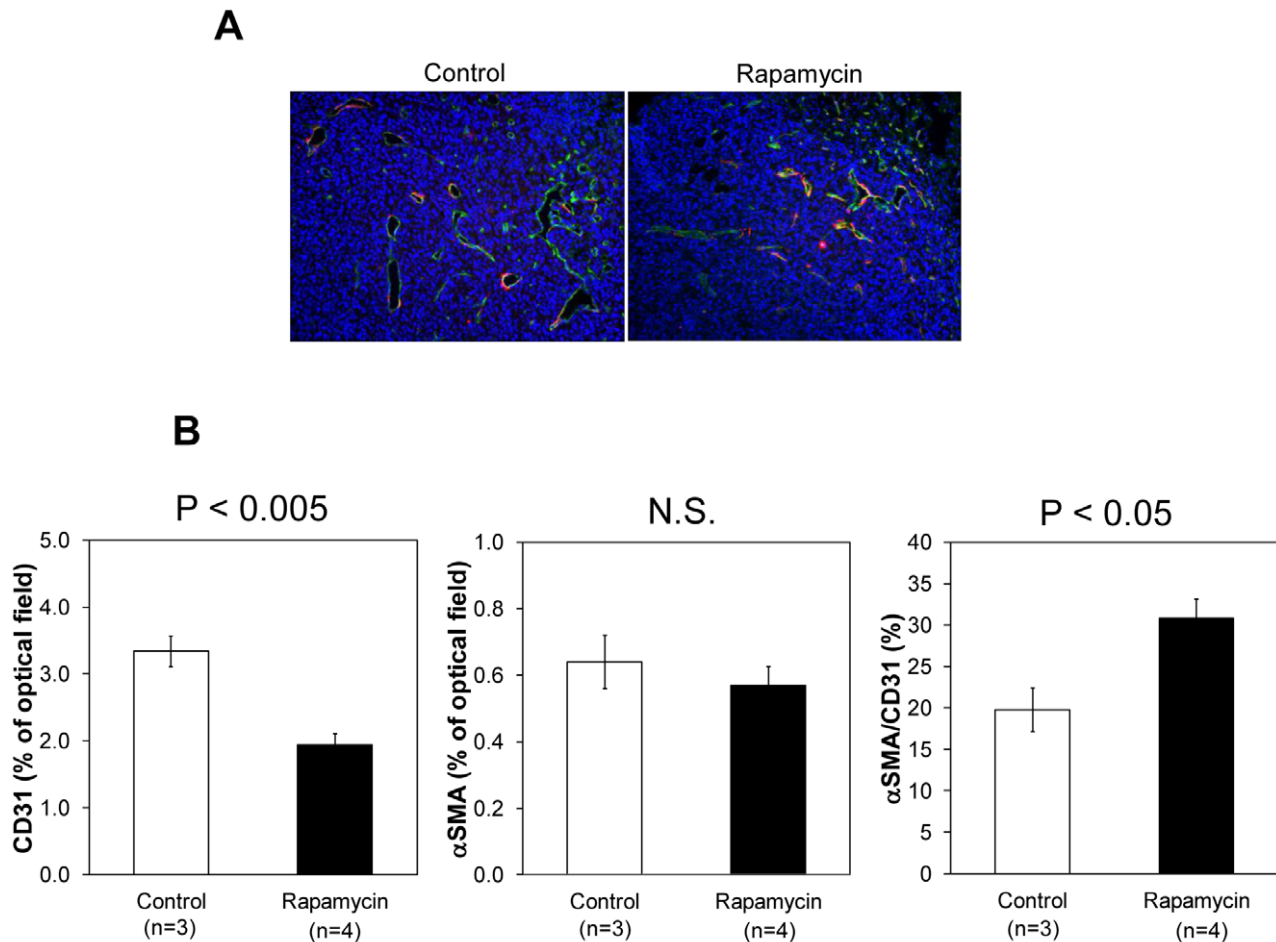 A
Control Rapamycin
B
P < 0.005
CD31 (% of optical field)
5.0
4.0
3.0
2.0
1.0
0.0
Control Rapamycin
(n=3) (n=4)
N.S.
αSMA (% of optical field)
1.0
0.8
0.6
0.4
0.2
0.0
Control Rapamycin
(n=3) (n=4)
P < 0.05
αSMA/CD31 (%)
40
35
30
25
20
15
10
5
0
Control Rapamycin
(n=3) (n=4)